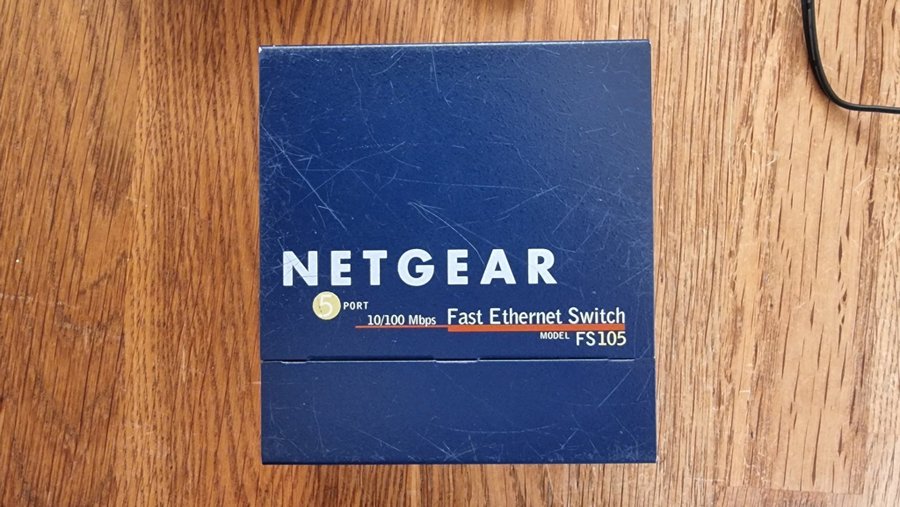 NETGEAR
5 PORT
10/100 Mbps Fast Ethernet Switch
MODEL FS105